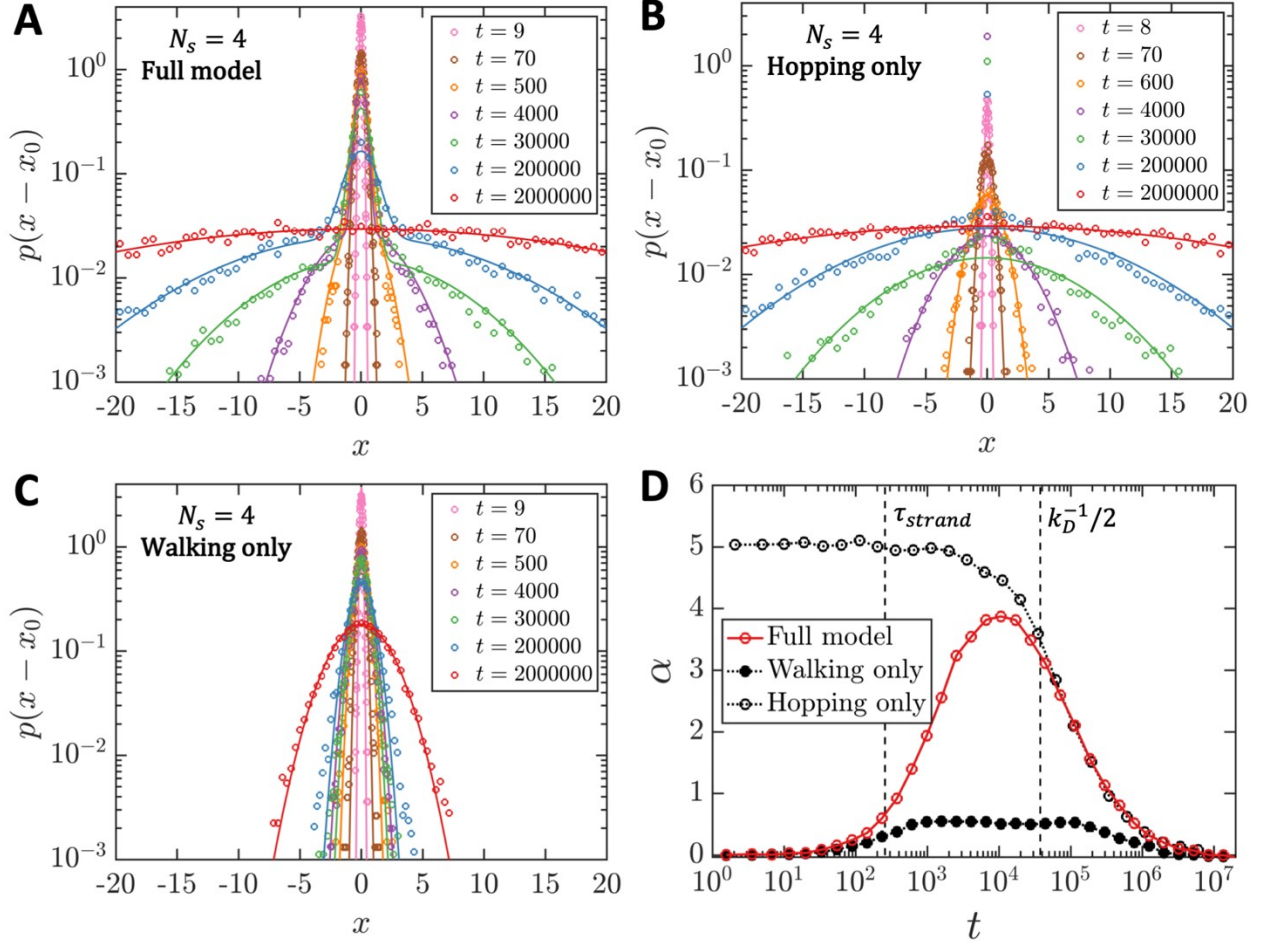 A
N_s = 4
Full model
t = 9
t = 70
t = 500
t = 4000
t = 30000
t = 200000
t = 2000000
p(x − x_0)
10^0
10^−1
10^−2
10^−3
-20 -15 -10 -5 0 5 10 15 20
x
B
N_s = 4
Hopping only
t = 8
t = 70
t = 600
t = 4000
t = 30000
t = 200000
t = 2000000
p(x − x_0)
10^0
10^−1
10^−2
10^−3
-20 -15 -10 -5 0 5 10 15 20
x
C
N_s = 4
Walking only
t = 9
t = 70
t = 500
t = 4000
t = 30000
t = 200000
t = 2000000
p(x − x_0)
10^0
10^−1
10^−2
10^−3
-20 -15 -10 -5 0 5 10 15 20
x
D
τ_strand
k_D^−1/2
Full model
Walking only
Hopping only
α
6
5
4
3
2
1
0
10^0 10^1 10^2 10^3 10^4 10^5 10^6 10^7
t